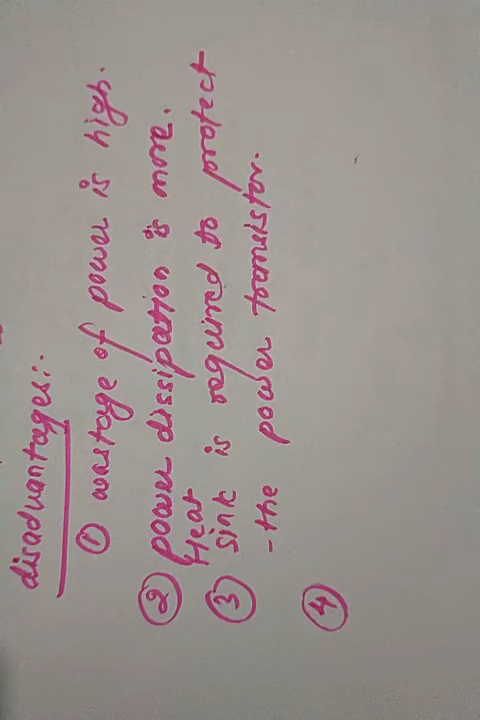 disadvantages:-
① wastage of power is high.
② power dissipation is more.
Heat
③ sink is required to protect
- the power transistor.
④